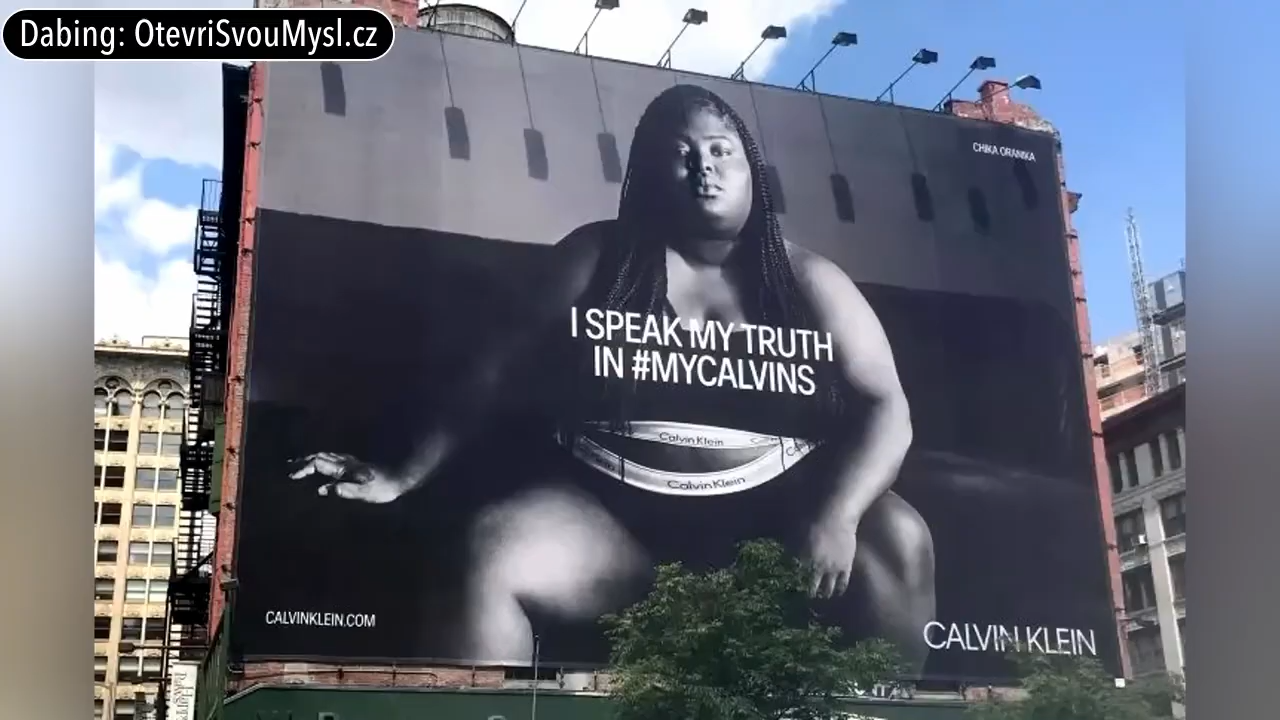 Dabing: OtevriSvouMysl.cz
CHIKA ORANIKA
I SPEAK MY TRUTH
IN #MYCALVINS
Calvin Klein
Calvin Klein
CALVINKLEIN.COM
CALVIN KLEIN